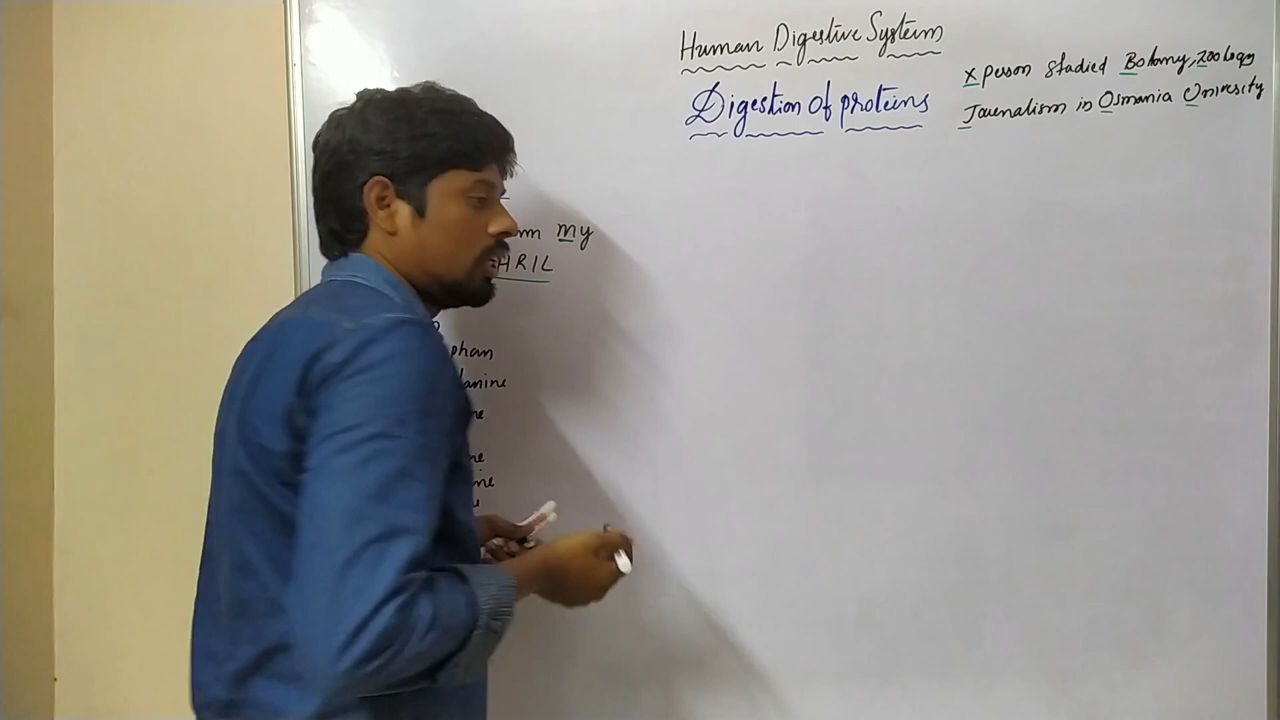 Human Digestive System
Digestion of proteins
X person studied Botany, Zoology
Journalism in Osmania University
my
HRIL
phan
lanine
ne
ne
ine